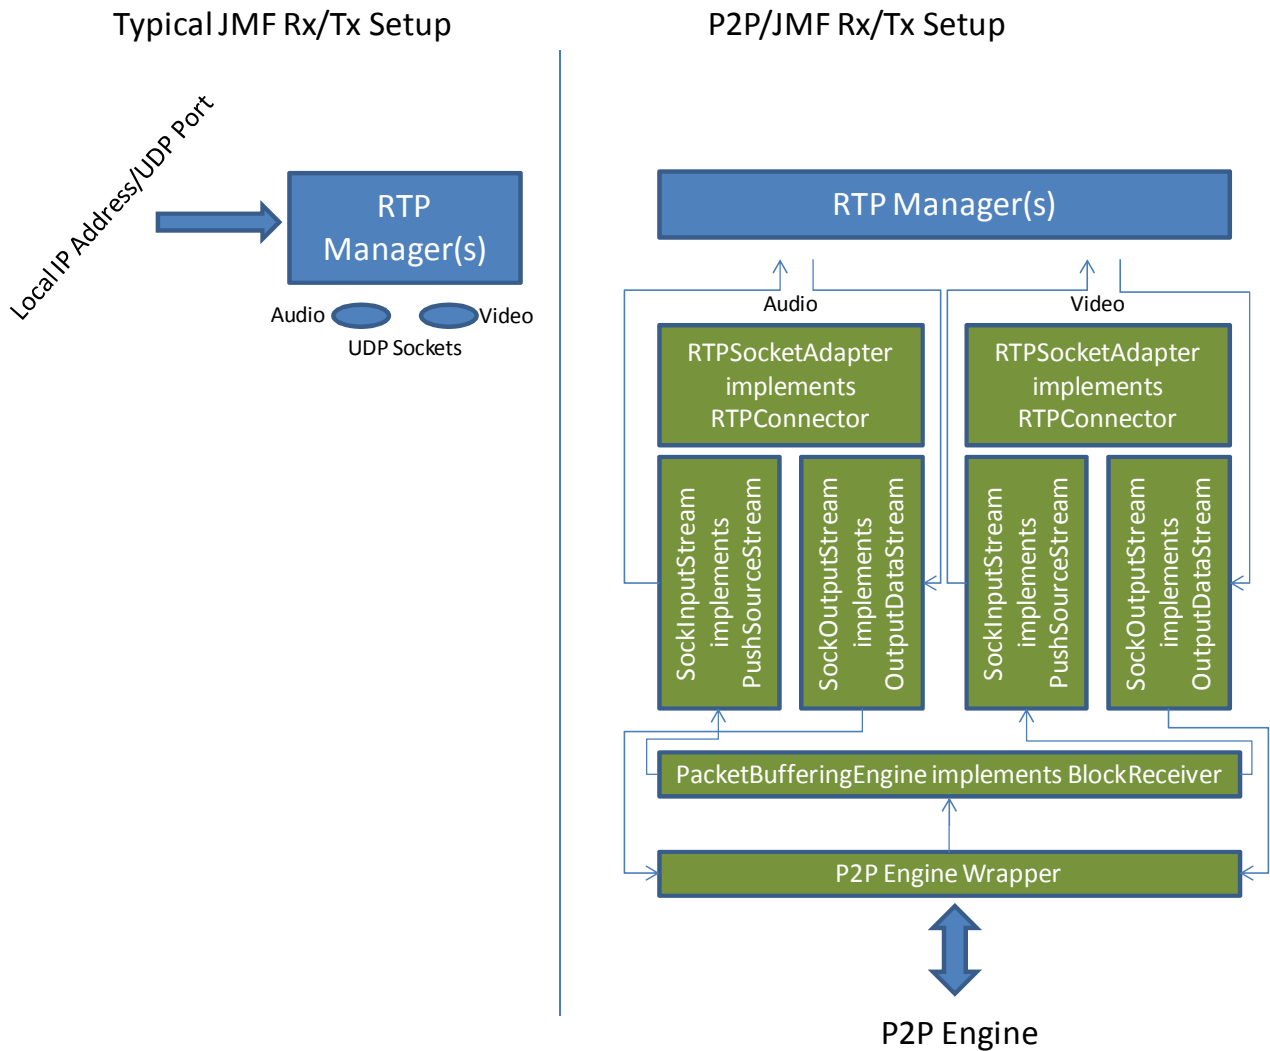 Typical JMF Rx/Tx Setup
P2P/JMF Rx/Tx Setup
Local IP Address/UDP Port
RTP
Manager(s)
Audio
Video
UDP Sockets
RTP Manager(s)
Audio
Video
RTPSocketAdapter
implements
RTPConnector
RTPSocketAdapter
implements
RTPConnector
SockInputStream
implements
PushSourceStream
SockOutputStream
implements
OutputDataStream
SockInputStream
implements
PushSourceStream
SockOutputStream
implements
OutputDataStream
PacketBufferingEngine implements BlockReceiver
P2P Engine Wrapper
P2P Engine